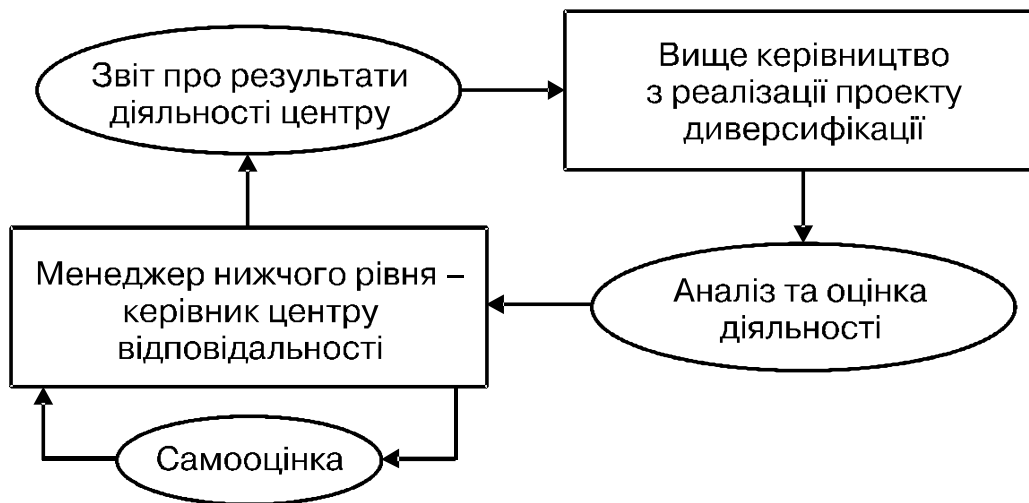 Звіт про результати
діяльності центру
Вище керівництво
з реалізації проекту
диверсифікації
Менеджер нижчого рівня –
керівник центру
відповідальності
Аналіз та оцінка
діяльності
Самооцінка